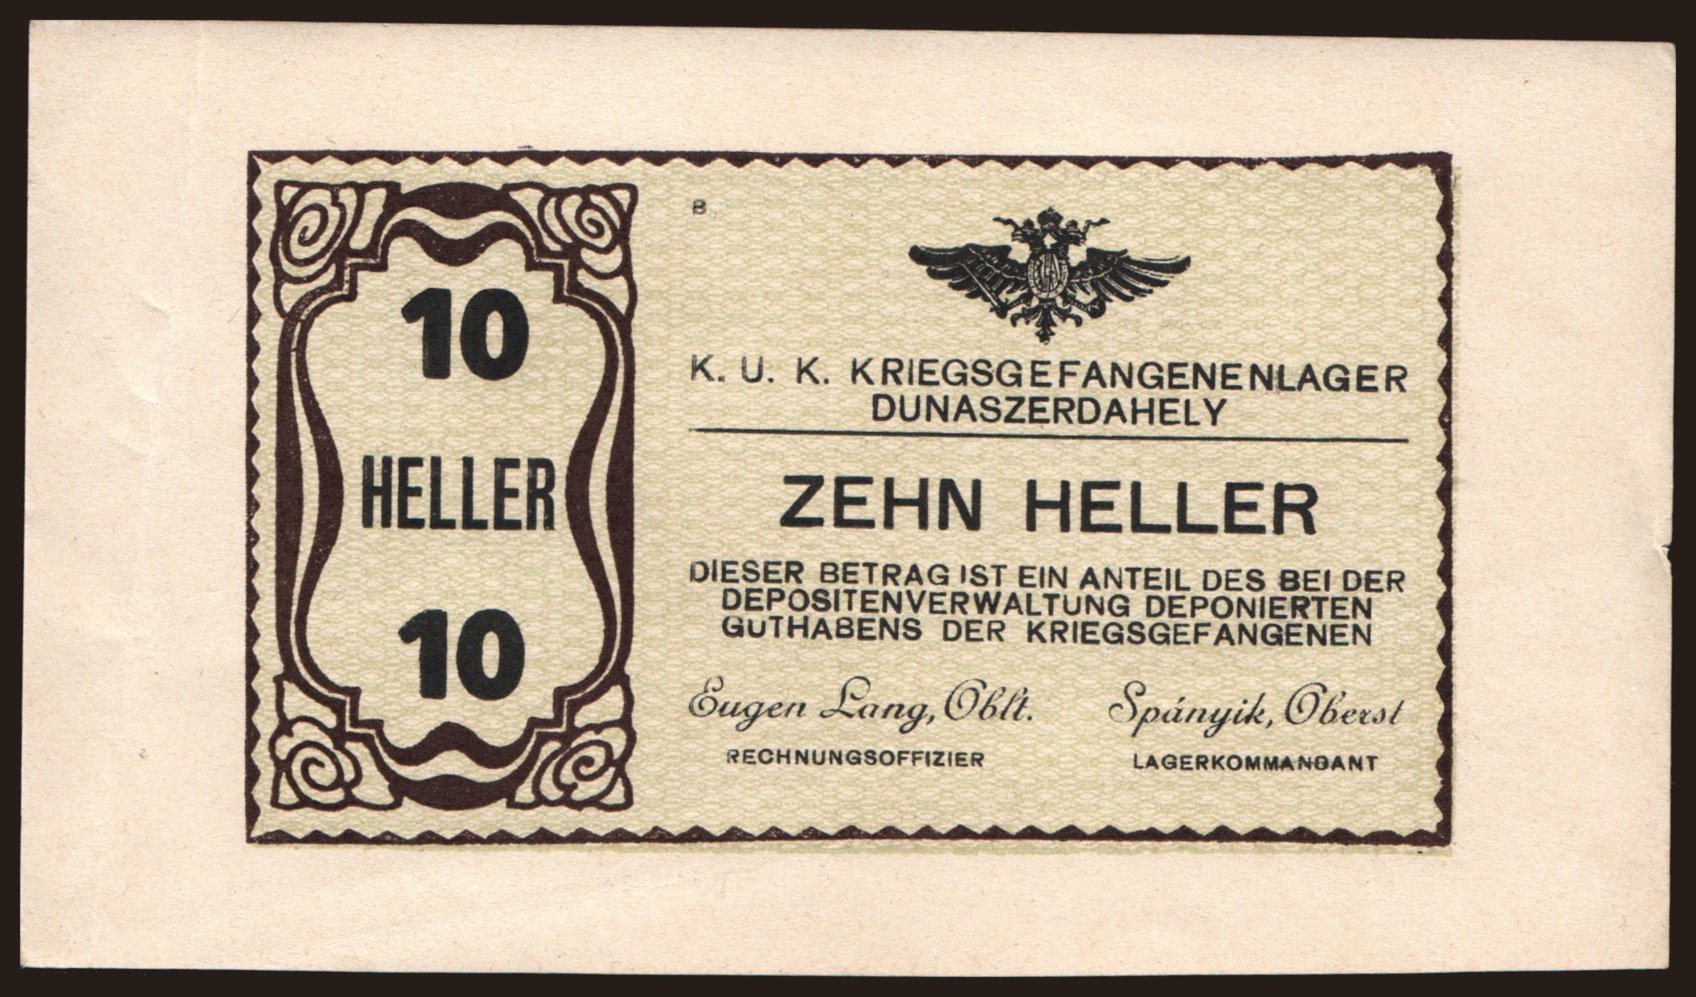 10
HELLER
10
B
K. U. K. KRIEGSGEFANGENENLAGER
DUNASZERDAHELY
ZEHN HELLER
DIESER BETRAG IST EIN ANTEIL DES BEI DER
DEPOSITENVERWALTUNG DEPONIERTEN
GUTHABENS DER KRIEGSGEFANGENEN
Eugen Lang, Oblt.
RECHNUNGSOFFIZIER
Spányik, Oberst
LAGERKOMMANDANT